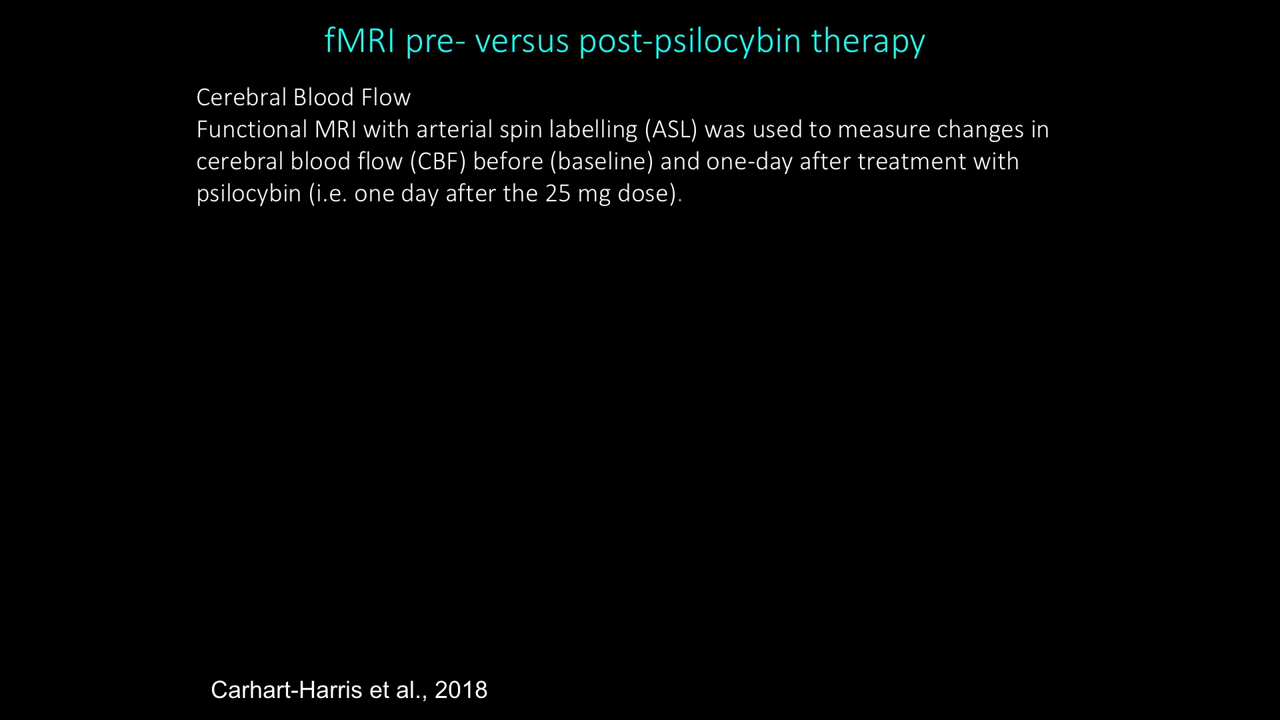 fMRI pre- versus post-psilocybin therapy
Cerebral Blood Flow
Functional MRI with arterial spin labelling (ASL) was used to measure changes in
cerebral blood flow (CBF) before (baseline) and one-day after treatment with
psilocybin (i.e. one day after the 25 mg dose).
Carhart-Harris et al., 2018